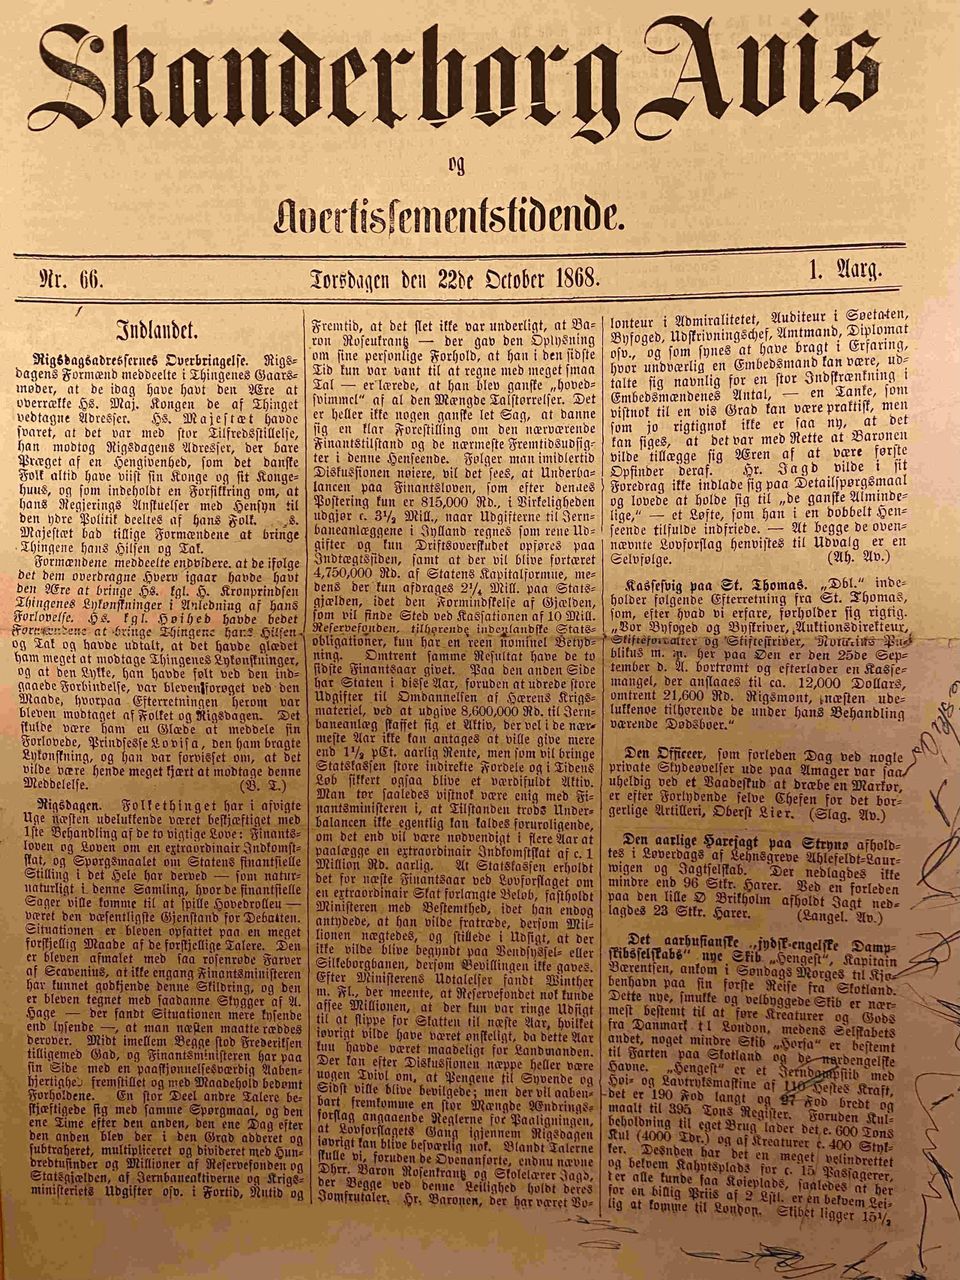 Skanderborg Avis
og
Avertissementstidende.
Nr. 66.
Torsdagen den 22de October 1868.
1. Aarg.
Indlandet.
Rigsdagsadressernes Overbringelse. Rigs=
dagens Formænd meddeelte i Thingenes Gaars=
møder, at de idag have havt den Ære at
overrække Hs. Maj. Kongen de af Thinget
vedtagne Adresser. Hs. Majestæt havde
svaret, at det var med stor Tilfredsstillelse,
han modtog Rigsdagens Adresser, der bare
Præget af en Hengivenhed, som det danske
Folk altid have viist sin Konge og sit Konge=
huus, og som indeholdt en Forsikkring om, at
hans Regjerings Anskuelser med Hensyn til
den ydre Politik deeltes af hans Folk. s.
Majestæt bad tillige Formændene at bringe
Thingene hans Hilsen og Tak.
Formændene meddeelte endvidere, at de ifølge
det dem overdragne Hverv igaar havde havt
den Ære at bringe Hs. kgl. H. Kronprindsen
Thingenes Lykønskninger i Anledning af hans
Forlovelse. Hs. kgl. Høihed havde bedet
Formændene at bringe Thingene hans Hilsen
og Tak og havde udtalt, at det havde glædet
ham meget at modtage Thingenes Lykønskninger,
og at den Lykke, han havde følt ved den ind=
gaaede Forbindelse, var bleven forøget ved den
Maade, hvorpaa Efterretningen herom var
bleven modtaget af Folket og Rigsdagen. Det
skulde være ham en Glæde at meddele sin
Forlovede, Prindsesse Lovisa, den ham bragte
Lykønskning, og han var forvisset om, at det
vilde være hende meget kjært at modtage denne
Meddelelse. (B. T.)
Rigsdagen. Folkethinget har i afvigte
Uge næsten udelukkende været beskjæftiget med
1ste Behandling af de to vigtige Love: Finants=
loven og Loven om en extraordinair Indkomst=
skat, og Spørgsmaalet om Statens finantsielle
Stilling i det Hele har derved — som natur=
naturligt i denne Samling, hvor de finantsielle
Sager ville komme til at spille Hovedrollen —
været den væsentligste Gjenstand for Debatten.
Situationen er bleven opfattet paa en meget
forskjellig Maade af de forskjellige Talere. Den
er bleven afmalet med saa rosenrøde Farver
af Scavenius, at ikke engang Finantsministeren
har kunnet godkjende denne Skildring, og den
er bleven tegnet med saadanne Skygger af A.
Hage — der fandt Situationen mere kysende
end lysende —, at man næsten maatte ræddes
derover. Midt imellem Begge stod Frederiksen
tilligemed Gad, og Finantsministeren har paa
sin Side med en paaskjønnelsesværdig Aaben=
hjertighed fremstillet og med Maadehold bedømt
Forholdene. En stor Deel andre Talere be=
skjæftigede sig med samme Spørgmaal, og den
ene Time efter den anden, den ene Dag efter
den anden blev der i den Grad adderet og
subtraheret, multipliceret og divideret med Hun=
dredtusinder og Millioner af Reservefonden og
Statsgjælden, af Jernbaneaktiverne og Krigs=
ministeriets Udgifter osv. i Fortid, Nutid og
Fremtid, at det slet ikke var underligt, at Ba=
ron Rosenkrantz — der gav den Oplysning
om sine personlige Forhold, at han i den sidste
Tid kun var vant til at regne med meget smaa
Tal — erklærede, at han blev ganske „hoved=
svimmel“ af al den Mængde Talstørrelser. Det
er heller ikke nogen ganske let Sag, at danne
sig en klar Forestilling om den nærværende
Finantstilstand og de nærmeste Fremtidsudsig=
ter i denne Henseende. Følger man imidlertid
Diskusionen nøiere, vil det sees, at Underba=
lancen paa Finantsloven, som efter dendes
Postering kun er 815,000 Rd., i Virkeligheden
udgjør c. 3½ Mill., naar Udgifterne til Jern=
baneanlæggene i Jylland regnes som rene Ud=
gifter og kun Driftsoverskudet opføres paa
Indtægtssiden, samt at der vil blive fortæret
4,750,000 Rd. af Statens Kapitalformue, me=
dens der kun afdrages 2¼ Mill. paa Stats=
gjælden, idet den Formindskelse af Gjælden,
som vil finde Sted ved Kassationen af 10 Mill.
Reservefonden tilhørende indenlandske Stats=
obligationer, kun har en reen nominel Betyd=
ning. Omtrent samme Resultat have de to
sidste Finantsaar givet. Paa den anden Side
har Staten i disse Aar, foruden at udrede store
Udgifter til Omdannelsen af Hærens Krigs=
materiel, ved at udgive 8,600,000 Rd. til Jern=
baneanlæg skaffet sig et Aktiv, der vel i de nær=
meste Aar ikke kan antages at ville give mere
end 1½ pCt. aarlig Rente, men som vil bringe
Statskassen store indirekte Fordele og i Tidens
Løb sikkert ogsaa blive et værdifuldt Aktiv.
Man tør saaledes vistnok være enig med Fi=
nantsministeren i, at Tilstanden trods Under=
balancen ikke egentlig kan kaldes foruroligende,
om det end vil være nødvendigt i flere Aar at
paalægge en extraordinair Indkomstskat af c. 1
Million Rd. aarlig. At Statskassen erholdt
det for næste Finantsaar ved Lovforslaget om
en extraordinair Skat forlangte Beløb, fastholdt
Ministeren med Bestemthed, idet han endog
antydede, at han vilde fratræde, dersom Mil=
lionen nægtedes, og stillede i Udsigt, at der
ikke vilde blive begyndt paa Vendsyssel= eller
Silkeborgbanen, dersom Bevillingen ikke gaves.
Efter Ministerens Udtalelser fandt Winther
m. Fl., der meente, at Reservefondet nok kunde
afsee Millionen, at der kun var ringe Udsigt
til at slippe for Skatten til næste Aar, hvilket
iøvrigt vilde have været ønskeligt, da dette Aar
kun havde været maadeligt for Landmanden.
Der kan efter Diskusionen næppe heller være
nogen Tvivl om, at Pengene til Syvende og
Sidst ville blive bevilgede; men der vil aaben=
bart fremkomme en stor Mængde Ændrings=
forslag angaaende Reglerne for Paaligningen,
at Lovforslagets Gang igjennem Rigsdagen
iøvrigt kan blive besværlig nok. Blandt Talerne
skulle vi, foruden de Ovenanførte, endnu nævne
Dhrr. Baron Rosenkrantz og Skolelærer Jagd,
der Begge ved denne Leilighed holdt deres
Jomfrutaler. Hr. Baronen, der har været Vo=
lonteur i Admiralitetet, Auditeur i Søetaten,
Byfoged, Udskrivningschef, Amtmand, Diplomat
osv., og som synes at have bragt i Erfaring,
hvor undværlig en Embedsmand kan være, ud=
talte sig navnlig for en stor Indskrænkning i
Embedsmændenes Antal, — en Tanke, som
vistnok til en vis Grad kan være praktisk, men
som jo rigtignok ikke er saa ny, at det
kan siges, at det var med Rette at Baronen
vilde tillægge sig Æren af at være første
Opfinder deraf. Hr. Jagd vilde i sit
Foredrag ikke indlade sig paa Detailspørgsmaal
og lovede at holde sig til „de ganske Alminde=
lige,“ — et Løfte, som han i en dobbelt Hen=
seende tilfulde indfriede. — At begge de oven=
nævnte Lovforslag henvistes til Udvalg er en
Selvfølge. (Ah. Av.)
Kassesvig paa St. Thomas. „Dbl.“ inde=
holder følgende Efterretning fra St. Thomas,
som, efter hvad vi erfare, forholder sig rigtig.
„Vor Byfoged og Byskriver, Auktionsdirekteur,
Skifteforvalter og Skifteskriver, Notarius Pu=
blikus m. m. her paa Øen er den 25de Sep=
tember d. A. bortrømt og efterlader en Kasse=
mangel, der anslaaes til ca. 12,000 Dollars,
omtrent 21,600 Rd. Rigsmønt, næsten ude=
lukkende tilhørende de under hans Behandling
værende Dødsboer.“
Den Officeer, som forleden Dag ved nogle
private Skydeøvelser ude paa Amager var saa
uheldig ved et Vaadeskud at dræbe en Markør,
er efter Forlydende selve Chefen for det bor=
gerlige Artilleri, Oberst Lier. (Slag. Av.)
Den aarlige Harejagt paa Strynø afhold=
tes i Løverdags af Lehnsgreve Ahlefeldt=Laur=
wigen og Jagtselskab. Der nedlagdes ikke
mindre end 96 Stkr. Harer. Ved en forleden
paa den lille Ø Brikholm afholdt Jagt ned=
lagdes 23 Stkr. Harer. (Langel. Av.)
Det aarhusianske „jydsk=engelske Damp=
skibsselskabs“ nye Skib „Hengest“, Kapitain
Bærentsen, ankom i Søndags Morges til Kjø=
benhavn paa sin første Reise fra Skotland.
Dette nye, smukke og velbyggede Skib er nær=
mest bestemt til at føre Kreaturer og Gods
fra Danmark t l London, medens Selskabets
andet, noget mindre Skib „Horsa“ er bestemt
til Farten paa Skotland og de nordengelske
Havne. „Hengest“ er et Jerndampskib med
Høi= og Lavtryksmaskine af 110 Hestes Kraft,
det er 190 Fod langt og 27 Fod bredt og
maalt til 395 Tons Register. Foruden Kul=
beholdning til eget Brug lader det c. 600 Tons
Kul (4000 Tdr.) og af Kreaturer c. 400 Styk=
ker. Desuden har det en meget velindrettet
og bekvem Kahytsplads for c. 15 Passagerer,
er alle kunde faa Køieplads, saaledes at her
for en billig Priis af 2 Lstl. er en bekvem Lei=
lig at komme til London. Skibet ligger 15½